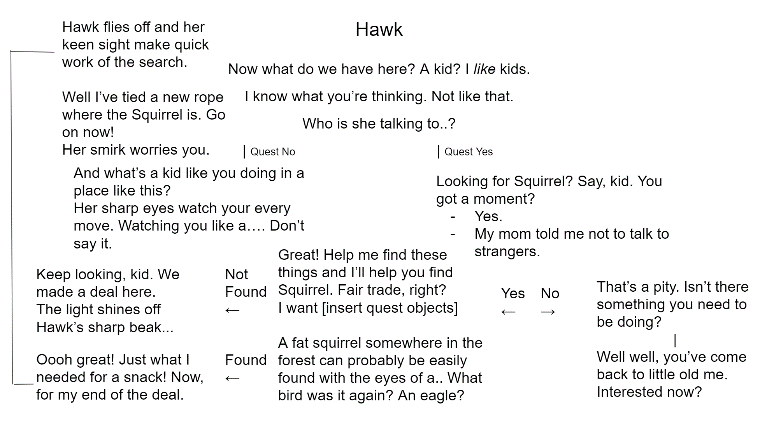 Hawk
Now what do we have here? A kid? I like kids.
I know what you're thinking. Not like that.
Who is she talking to..?
Hawk flies off and her
keen sight make quick
work of the search.
Well I've tied a new rope
where the Squirrel is. Go
on now!
Her smirk worries you.
| Quest No
| Quest Yes
And what's a kid like you doing in a
place like this?
Her sharp eyes watch your every
move. Watching you like a.... Don't
say it.
Looking for Squirrel? Say, kid. You
got a moment?
- Yes.
- My mom told me not to talk to
strangers.
Great! Help me find these
things and I'll help you find
Squirrel. Fair trade, right?
I want [insert quest objects]
Yes No
← →
That's a pity. Isn't there
something you need to
be doing?
|
Well well, you've come
back to little old me.
Interested now?
Keep looking, kid. We
made a deal here.
The light shines off
Hawk's sharp beak...
Not
Found
←
A fat squirrel somewhere in the
forest can probably be easily
found with the eyes of a.. What
bird was it again? An eagle?
Found
←
Oooh great! Just what I
needed for a snack! Now,
for my end of the deal.